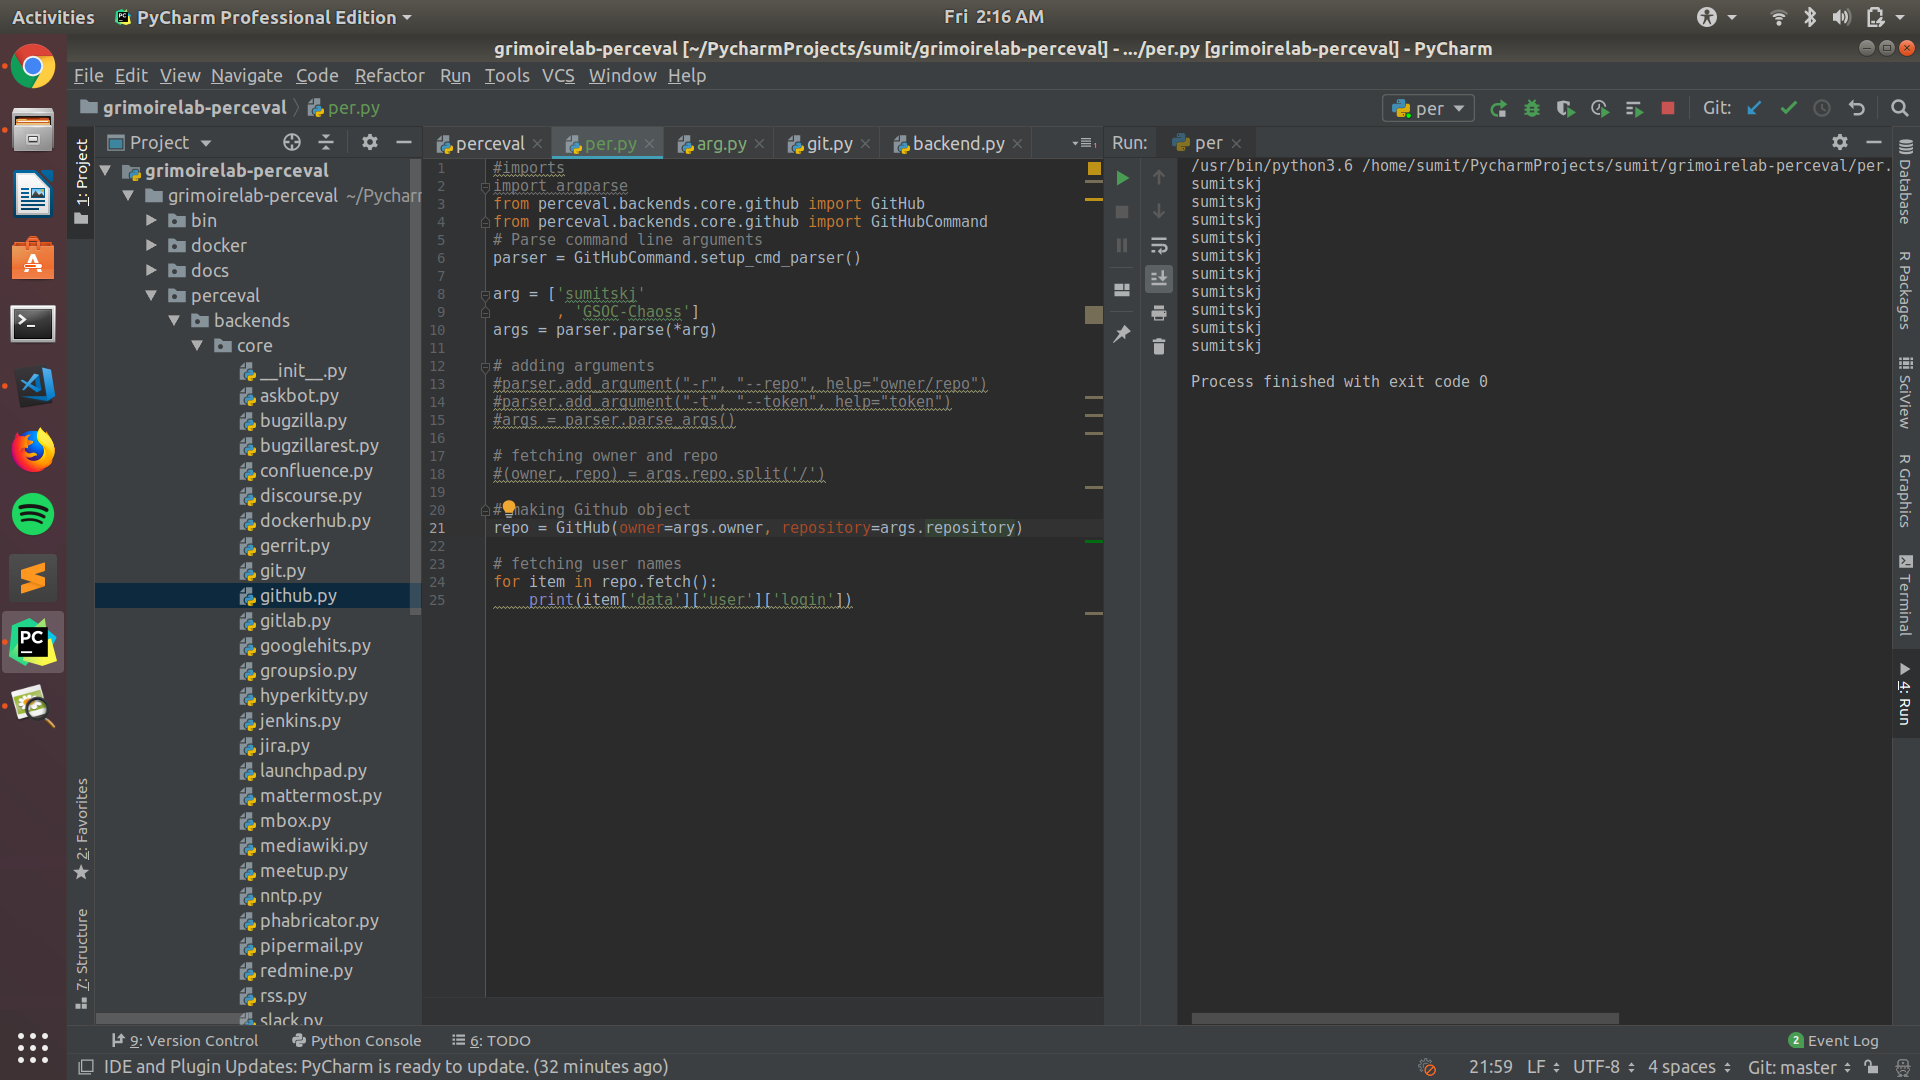 Activities
PyCharm Professional Edition
Fri 2:16 AM
grimoirelab-perceval [~/PycharmProjects/sumit/grimoirelab-perceval] - .../per.py [grimoirelab-perceval] - PyCharm
File Edit View Navigate Code Refactor Run Tools VCS Window Help
grimoirelab-perceval per.py
per
Git:
1: Project
2: Favorites
7: Structure
Project
grimoirelab-perceval
grimoirelab-perceval ~/Pychar
bin
docker
docs
perceval
backends
core
__init__.py
askbot.py
bugzilla.py
bugzillarest.py
confluence.py
discourse.py
dockerhub.py
gerrit.py
git.py
github.py
gitlab.py
googlehits.py
groupsio.py
hyperkitty.py
jenkins.py
jira.py
launchpad.py
mattermost.py
mbox.py
mediawiki.py
meetup.py
nntp.py
phabricator.py
pipermail.py
redmine.py
rss.py
slack.py
perceval per.py arg.py git.py backend.py
1 #imports
2 import argparse
3 from perceval.backends.core.github import GitHub
4 from perceval.backends.core.github import GitHubCommand
5 # Parse command line arguments
6 parser = GitHubCommand.setup_cmd_parser()
7
8 arg = ['sumitskj'
9 , 'GSOC-Chaoss']
10 args = parser.parse(*arg)
11
12 # adding arguments
13 #parser.add_argument("-r", "--repo", help="owner/repo")
14 #parser.add_argument("-t", "--token", help="token")
15 #args = parser.parse_args()
16
17 # fetching owner and repo
18 #(owner, repo) = args.repo.split('/')
19
20 #making Github object
21 repo = GitHub(owner=args.owner, repository=args.repository)
22
23 # fetching user names
24 for item in repo.fetch():
25 print(item['data']['user']['login'])
Run: per
/usr/bin/python3.6 /home/sumit/PycharmProjects/sumit/grimoirelab-perceval/per.
sumitskj
sumitskj
sumitskj
sumitskj
sumitskj
sumitskj
sumitskj
sumitskj
sumitskj
sumitskj
Process finished with exit code 0
Database
R Packages
SciView
R Graphics
Terminal
4: Run
PC
9: Version Control
Python Console
6: TODO
2 Event Log
IDE and Plugin Updates: PyCharm is ready to update. (32 minutes ago)
21:59 LF UTF-8 4 spaces Git: master